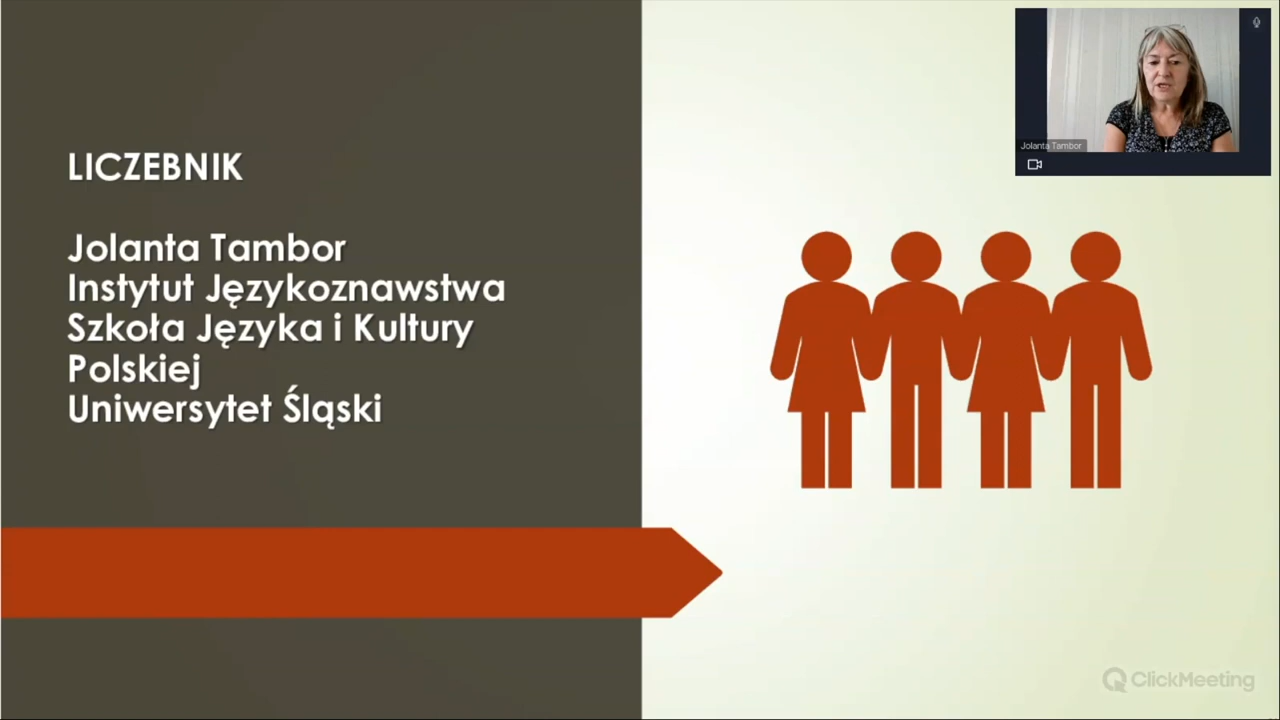 LICZEBNIK
Jolanta Tambor
Instytut Językoznawstwa
Szkoła Języka i Kultury
Polskiej
Uniwersytet Śląski
Jolanta Tambor
ClickMeeting